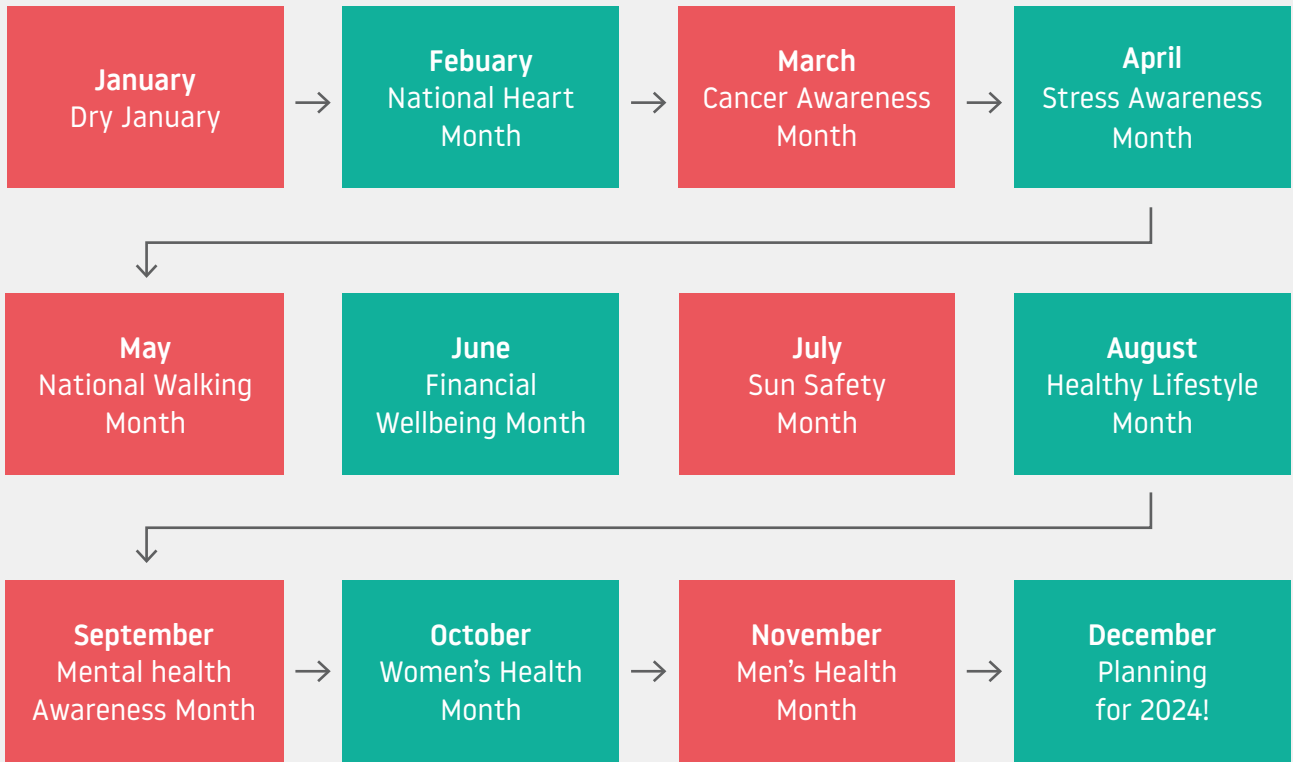 January
Dry January
Febuary
National Heart
Month
March
Cancer Awareness
Month
April
Stress Awareness
Month
May
National Walking
Month
June
Financial
Wellbeing Month
July
Sun Safety
Month
August
Healthy Lifestyle
Month
September
Mental health
Awareness Month
October
Women’s Health
Month
November
Men’s Health
Month
December
Planning
for 2024!